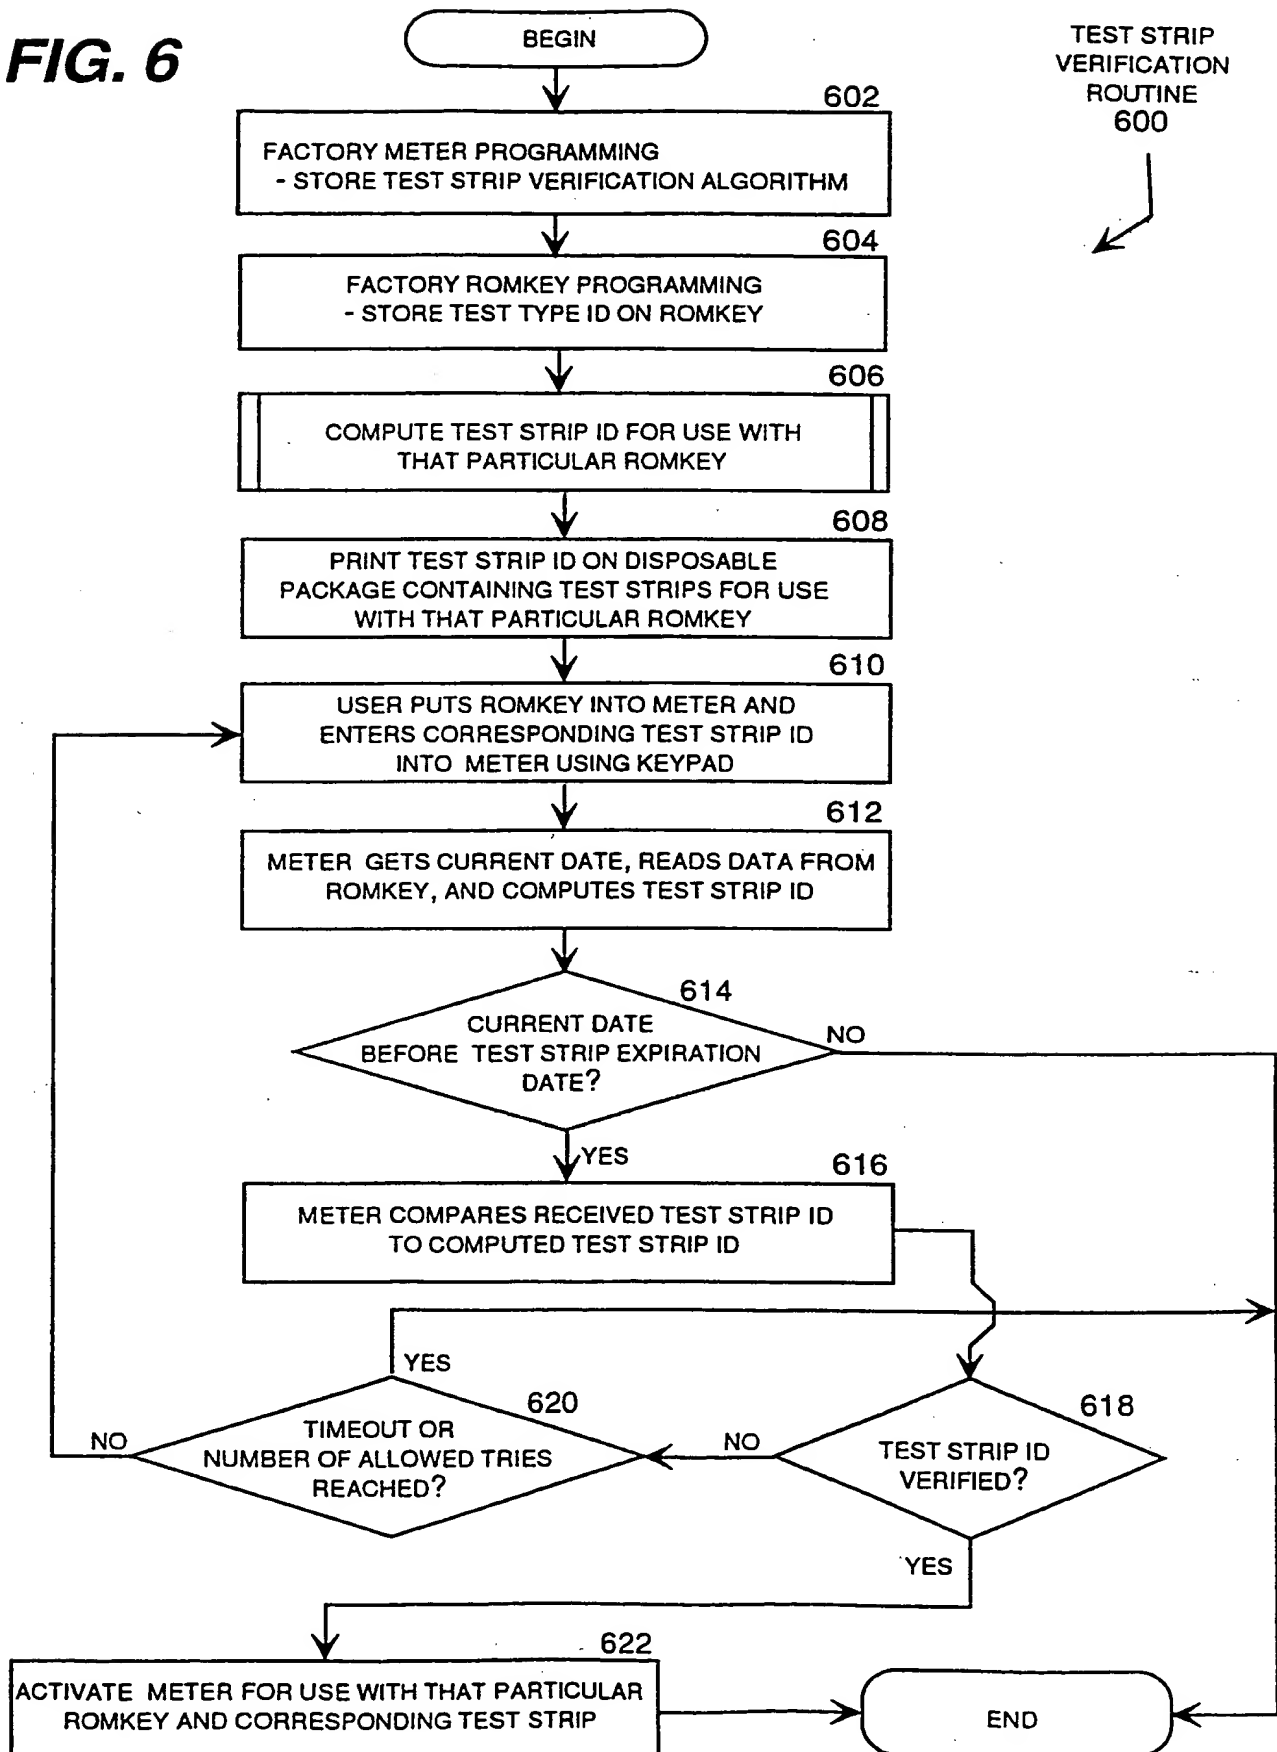 FIG. 6
BEGIN
TEST STRIP
VERIFICATION
ROUTINE
600
602
FACTORY METER PROGRAMMING
- STORE TEST STRIP VERIFICATION ALGORITHM
604
FACTORY ROMKEY PROGRAMMING
- STORE TEST TYPE ID ON ROMKEY
606
COMPUTE TEST STRIP ID FOR USE WITH
THAT PARTICULAR ROMKEY
608
PRINT TEST STRIP ID ON DISPOSABLE
PACKAGE CONTAINING TEST STRIPS FOR USE
WITH THAT PARTICULAR ROMKEY
610
USER PUTS ROMKEY INTO METER AND
ENTERS CORRESPONDING TEST STRIP ID
INTO METER USING KEYPAD
612
METER GETS CURRENT DATE, READS DATA FROM
ROMKEY, AND COMPUTES TEST STRIP ID
614
CURRENT DATE
BEFORE TEST STRIP EXPIRATION
DATE?
NO
YES
616
METER COMPARES RECEIVED TEST STRIP ID
TO COMPUTED TEST STRIP ID
YES
620
TIMEOUT OR
NUMBER OF ALLOWED TRIES
REACHED?
NO
NO
618
TEST STRIP ID
VERIFIED?
YES
622
ACTIVATE METER FOR USE WITH THAT PARTICULAR
ROMKEY AND CORRESPONDING TEST STRIP
END